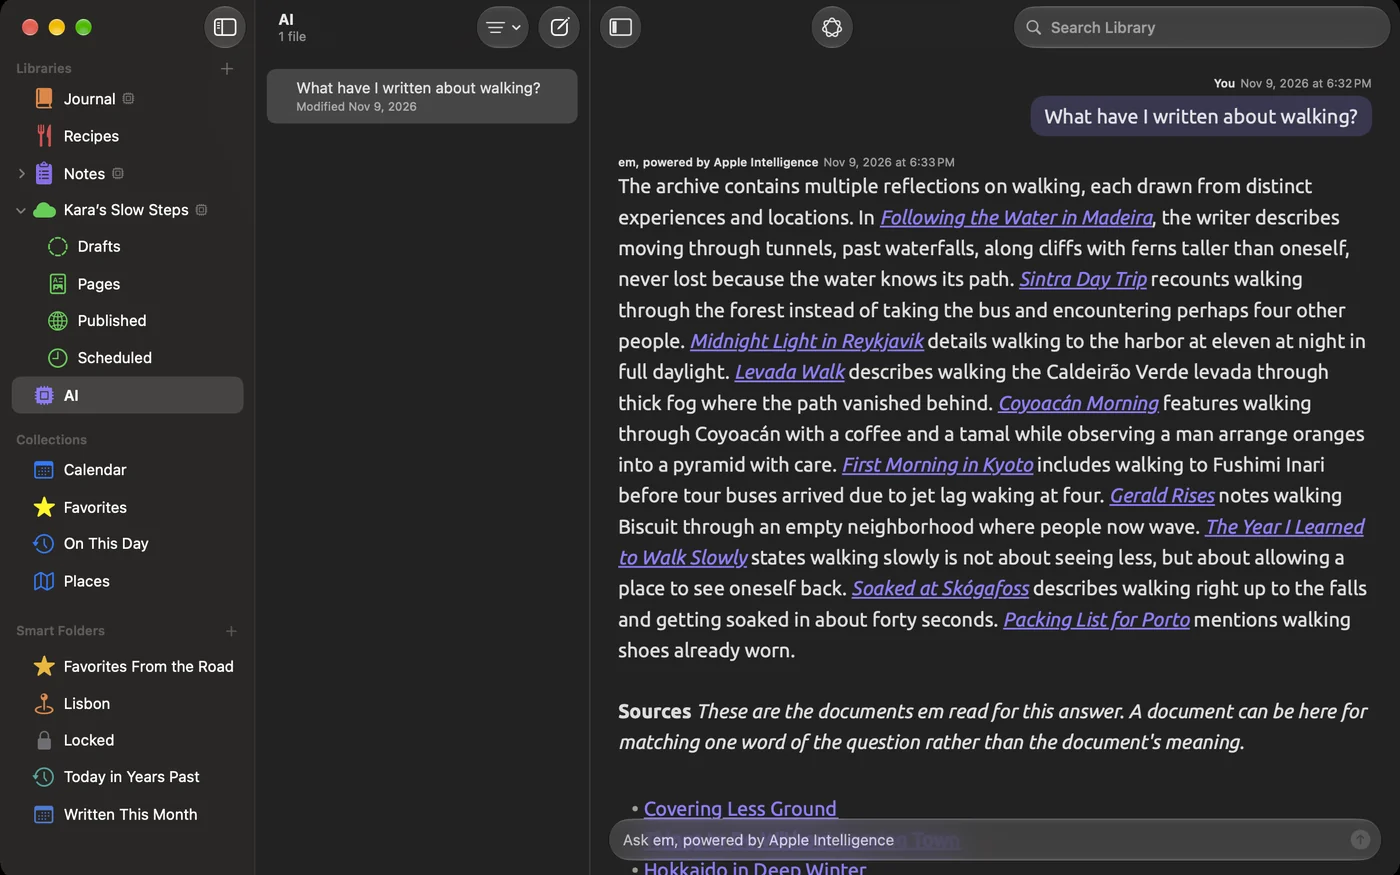 Libraries
Journal
Recipes
Notes
Kara's Slow Steps
Drafts
Pages
Published
Scheduled
AI
Collections
Calendar
Favorites
On This Day
Places
Smart Folders
Favorites From the Road
Lisbon
Locked
Today in Years Past
Written This Month
AI
1 file
What have I written about walking?
Modified Nov 9, 2026
Search Library
You Nov 9, 2026 at 6:32 PM
What have I written about walking?
em, powered by Apple Intelligence Nov 9, 2026 at 6:33 PM
The archive contains multiple reflections on walking, each drawn from distinct
experiences and locations. In Following the Water in Madeira, the writer describes
moving through tunnels, past waterfalls, along cliffs with ferns taller than oneself,
never lost because the water knows its path. Sintra Day Trip recounts walking
through the forest instead of taking the bus and encountering perhaps four other
people. Midnight Light in Reykjavik details walking to the harbor at eleven at night in
full daylight. Levada Walk describes walking the Caldeirão Verde levada through
thick fog where the path vanished behind. Coyoacán Morning features walking
through Coyoacán with a coffee and a tamal while observing a man arrange oranges
into a pyramid with care. First Morning in Kyoto includes walking to Fushimi Inari
before tour buses arrived due to jet lag waking at four. Gerald Rises notes walking
Biscuit through an empty neighborhood where people now wave. The Year I Learned
to Walk Slowly states walking slowly is not about seeing less, but about allowing a
place to see oneself back. Soaked at Skógafoss describes walking right up to the falls
and getting soaked in about forty seconds. Packing List for Porto mentions walking
shoes already worn.
Sources These are the documents em read for this answer. A document can be here for
matching one word of the question rather than the document's meaning.
• Covering Less Ground
Town
Ask em, powered by Apple Intelligence
• Hokkaido in Deep Winter